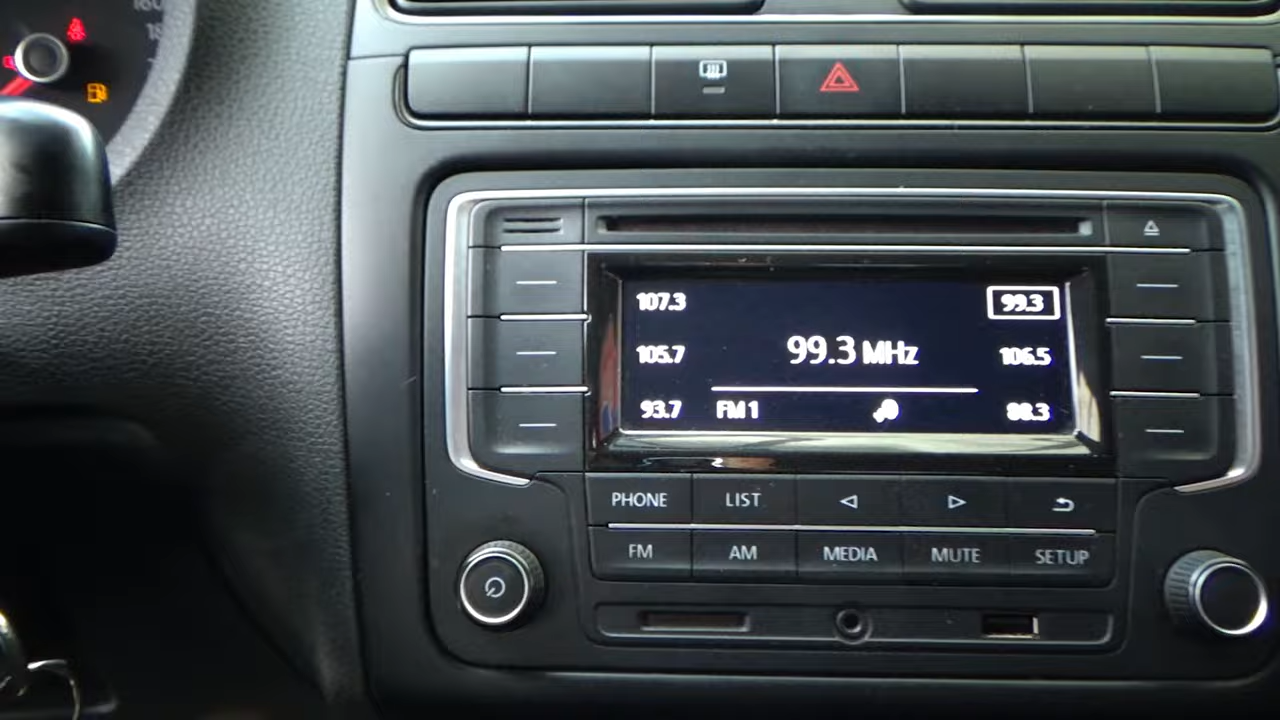 107.3
99.3
99.3 MHz
105.7
106.5
93.7
FM1
88.3
PHONE
LIST
FM
AM
MEDIA
MUTE
SETUP